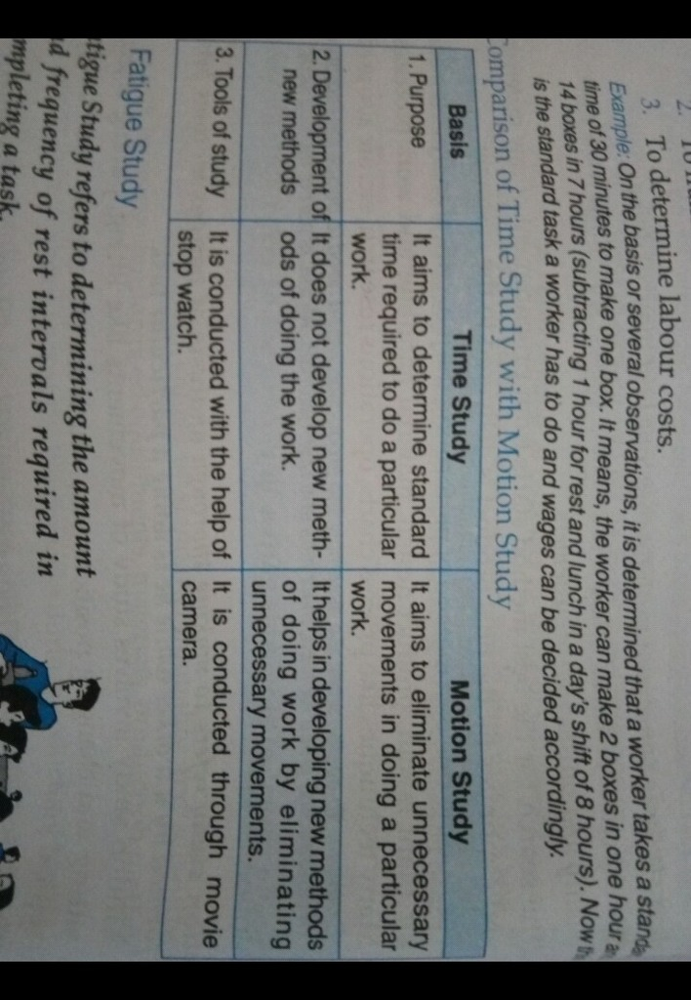 3. To determine labour costs.
Example: On the basis or several observations, it is determined that a worker takes a
time of 30 minutes to make one box. It means, the worker can make 2 boxes in one hour
14 boxes in 7 hours (subtracting 1 hour for rest and lunch in a day's shift of 8 hours). Now
is the standard task a worker has to do and wages can be decided accordingly.
omparison of Time Study with Motion Study
Basis Time Study Motion Study
1. Purpose It aims to determine standard It aims to eliminate unnecessary
time required to do a particular movements in doing a particular
work. work.
2. Development of It does not develop new meth- It helps in developing new methods
new methods ods of doing the work. of doing work by eliminating
unnecessary movements.
3. Tools of study It is conducted with the help of It is conducted through movie
stop watch. camera.
Fatigue Study
tigue Study refers to determining the amount
d frequency of rest intervals required in
mpleting a task.